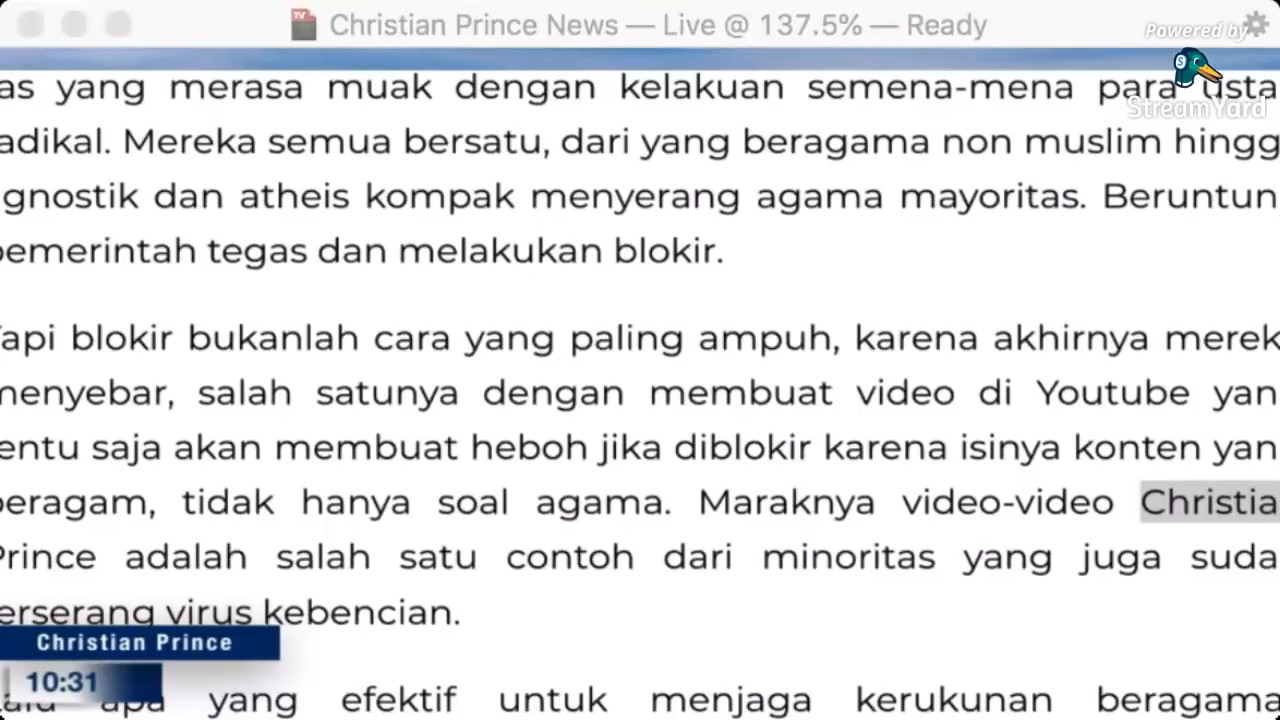 Christian Prince News — Live @ 137.5% — Ready
Powered by
StreamYard
as yang merasa muak dengan kelakuan semena-mena para usta
adikal. Mereka semua bersatu, dari yang beragama non muslim hingg
gnostik dan atheis kompak menyerang agama mayoritas. Beruntun
pemerintah tegas dan melakukan blokir.
Tapi blokir bukanlah cara yang paling ampuh, karena akhirnya merek
menyebar, salah satunya dengan membuat video di Youtube yan
entu saja akan membuat heboh jika diblokir karena isinya konten yan
beragam, tidak hanya soal agama. Maraknya video-video Christia
Prince adalah salah satu contoh dari minoritas yang juga suda
erserang virus kebencian.
Christian Prince
10:31
apa yang efektif untuk menjaga kerukunan beragama